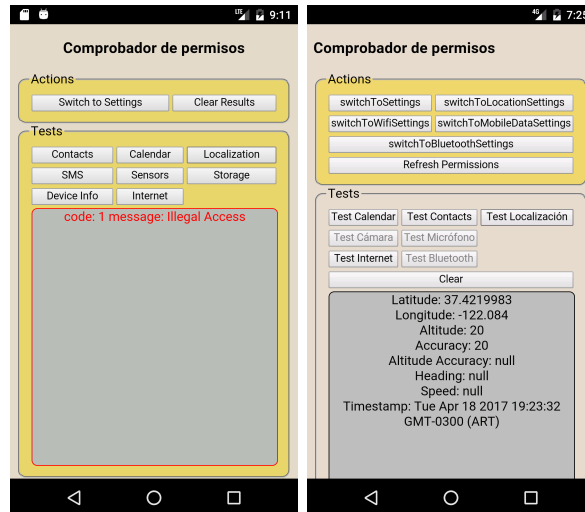 LTE 9:11
Comprobador de permisos
Actions
Switch to Settings Clear Results
Tests
Contacts Calendar Localization
SMS Sensors Storage
Device Info Internet
code: 1 message: Illegal Access
4G 7:25
Comprobador de permisos
Actions
switchToSettings switchToLocationSettings
switchToWifiSettings switchToMobileDataSettings
switchToBluetoothSettings
Refresh Permissions
Tests
Test Calendar Test Contacts Test Localización
Test Cámara Test Micrófono
Test Internet Test Bluetooth
Clear
Latitude: 37.4219983
Longitude: -122.084
Altitude: 20
Accuracy: 20
Altitude Accuracy: null
Heading: null
Speed: null
Timestamp: Tue Apr 18 2017 19:23:32
GMT-0300 (ART)